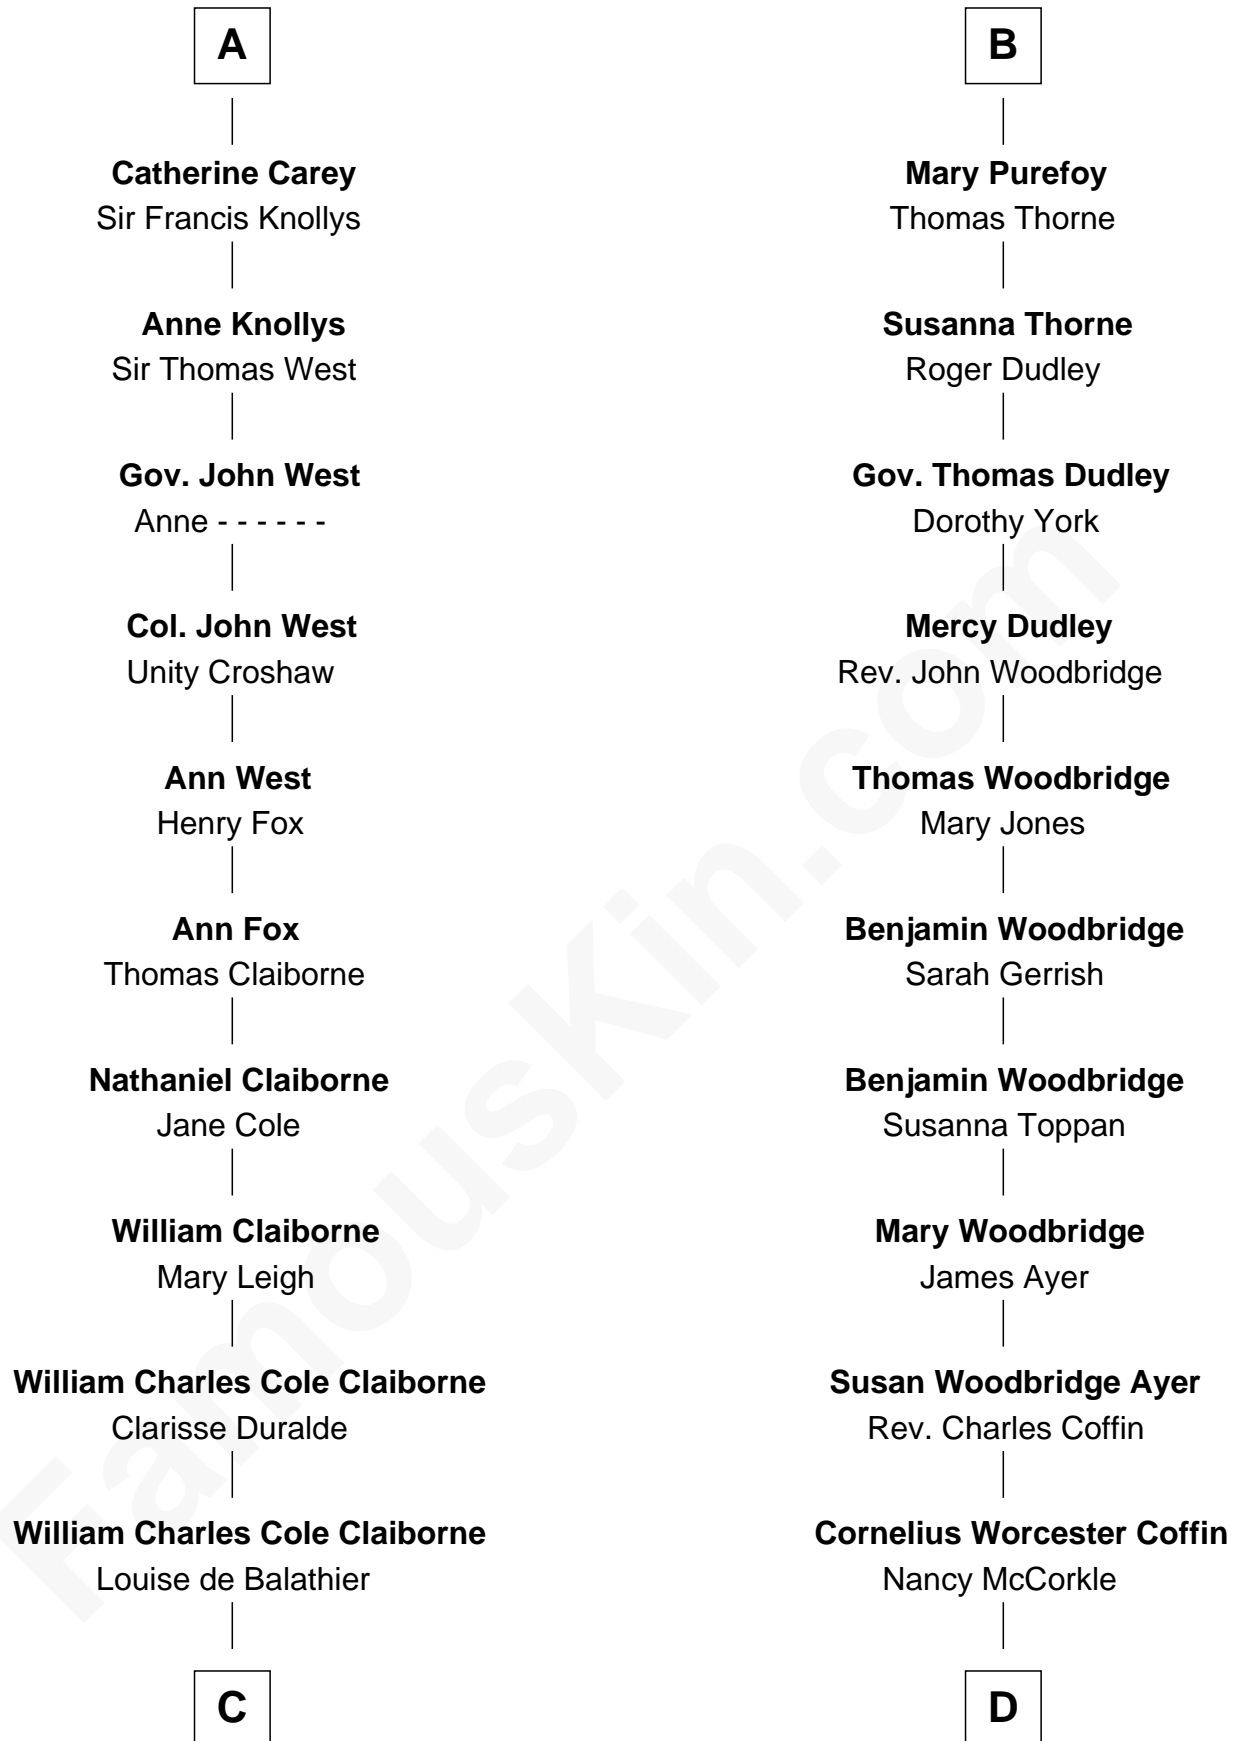 A
Catherine Carey
Sir Francis Knollys
Anne Knollys
Sir Thomas West
Gov. John West
Anne - - - - - -
Col. John West
Unity Croshaw
Ann West
Henry Fox
Ann Fox
Thomas Claiborne
Nathaniel Claiborne
Jane Cole
William Claiborne
Mary Leigh
William Charles Cole Claiborne
Clarisse Duralde
William Charles Cole Claiborne
Louise de Balathier
C
B
Mary Purefoy
Thomas Thorne
Susanna Thorne
Roger Dudley
Gov. Thomas Dudley
Dorothy York
Mercy Dudley
Rev. John Woodbridge
Thomas Woodbridge
Mary Jones
Benjamin Woodbridge
Sarah Gerrish
Benjamin Woodbridge
Susanna Toppan
Mary Woodbridge
James Ayer
Susan Woodbridge Ayer
Rev. Charles Coffin
Cornelius Worcester Coffin
Nancy McCorkle
D
FamousKin.com